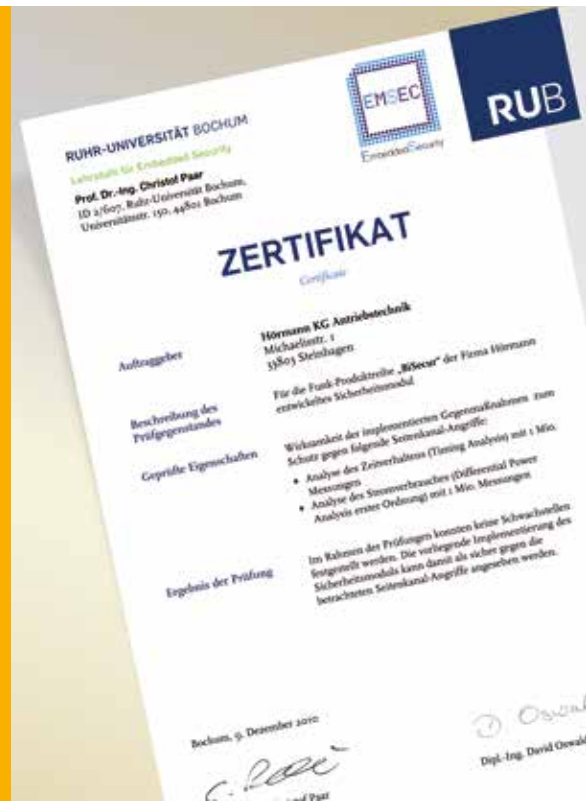 RUHR-UNIVERSITÄT BOCHUM
Lehrstuhl für Embedded Security
Prof. Dr.-Ing. Christof Paar
ID 2/607, Ruhr-Universität Bochum,
Universitätsstr. 150, 44801 Bochum
EMSEC
EmbeddedSecurity
RUB
ZERTIFIKAT
Certificate
Auftraggeber
Hörmann KG Antriebstechnik
Michaelisstr. 1
33803 Steinhagen
Beschreibung des
Prüfgegenstandes
Für die Funk-Produktreihe „BiSecur“ der Firma Hörmann
entwickeltes Sicherheitsmodul
Geprüfte Eigenschaften
Wirksamkeit der implementierten Gegenmaßnahmen zum
Schutz gegen folgende Seitenkanal-Angriffe:
• Analyse des Zeitverhaltens (Timing Analysis) mit 1 Mio.
Messungen
• Analyse des Stromverbrauches (Differential Power
Analysis erster Ordnung) mit 1 Mio. Messungen
Ergebnis der Prüfung
Im Rahmen der Prüfungen konnten keine Schwachstellen
festgestellt werden. Die vorliegende Implementierung des
Sicherheitsmoduls kann damit als sicher gegen die
betrachteten Seitenkanal-Angriffe angesehen werden.
Bochum, 9. Dezember 2010
D Oswald
Dipl.-Ing. David Oswald
Paar